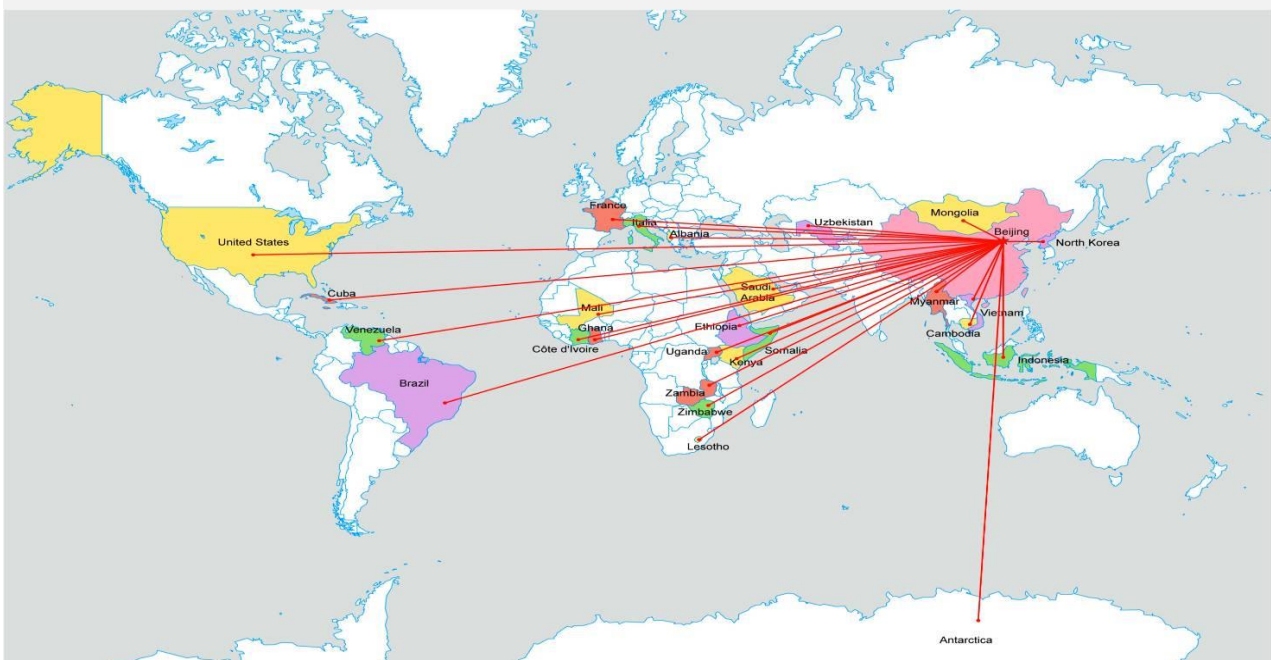 France
Italia
Albania
Uzbekistan
Mongolia
Beijing
North Korea
United States
Cuba
Saudi
Arabia
Myanmar
Vietnam
Cambodia
Mali
Ghana
Côte d'Ivoire
Venezuela
Ethiopia
Somalia
Uganda
Kenya
Indonesia
Brazil
Zambia
Zimbabwe
Lesotho
Antarctica